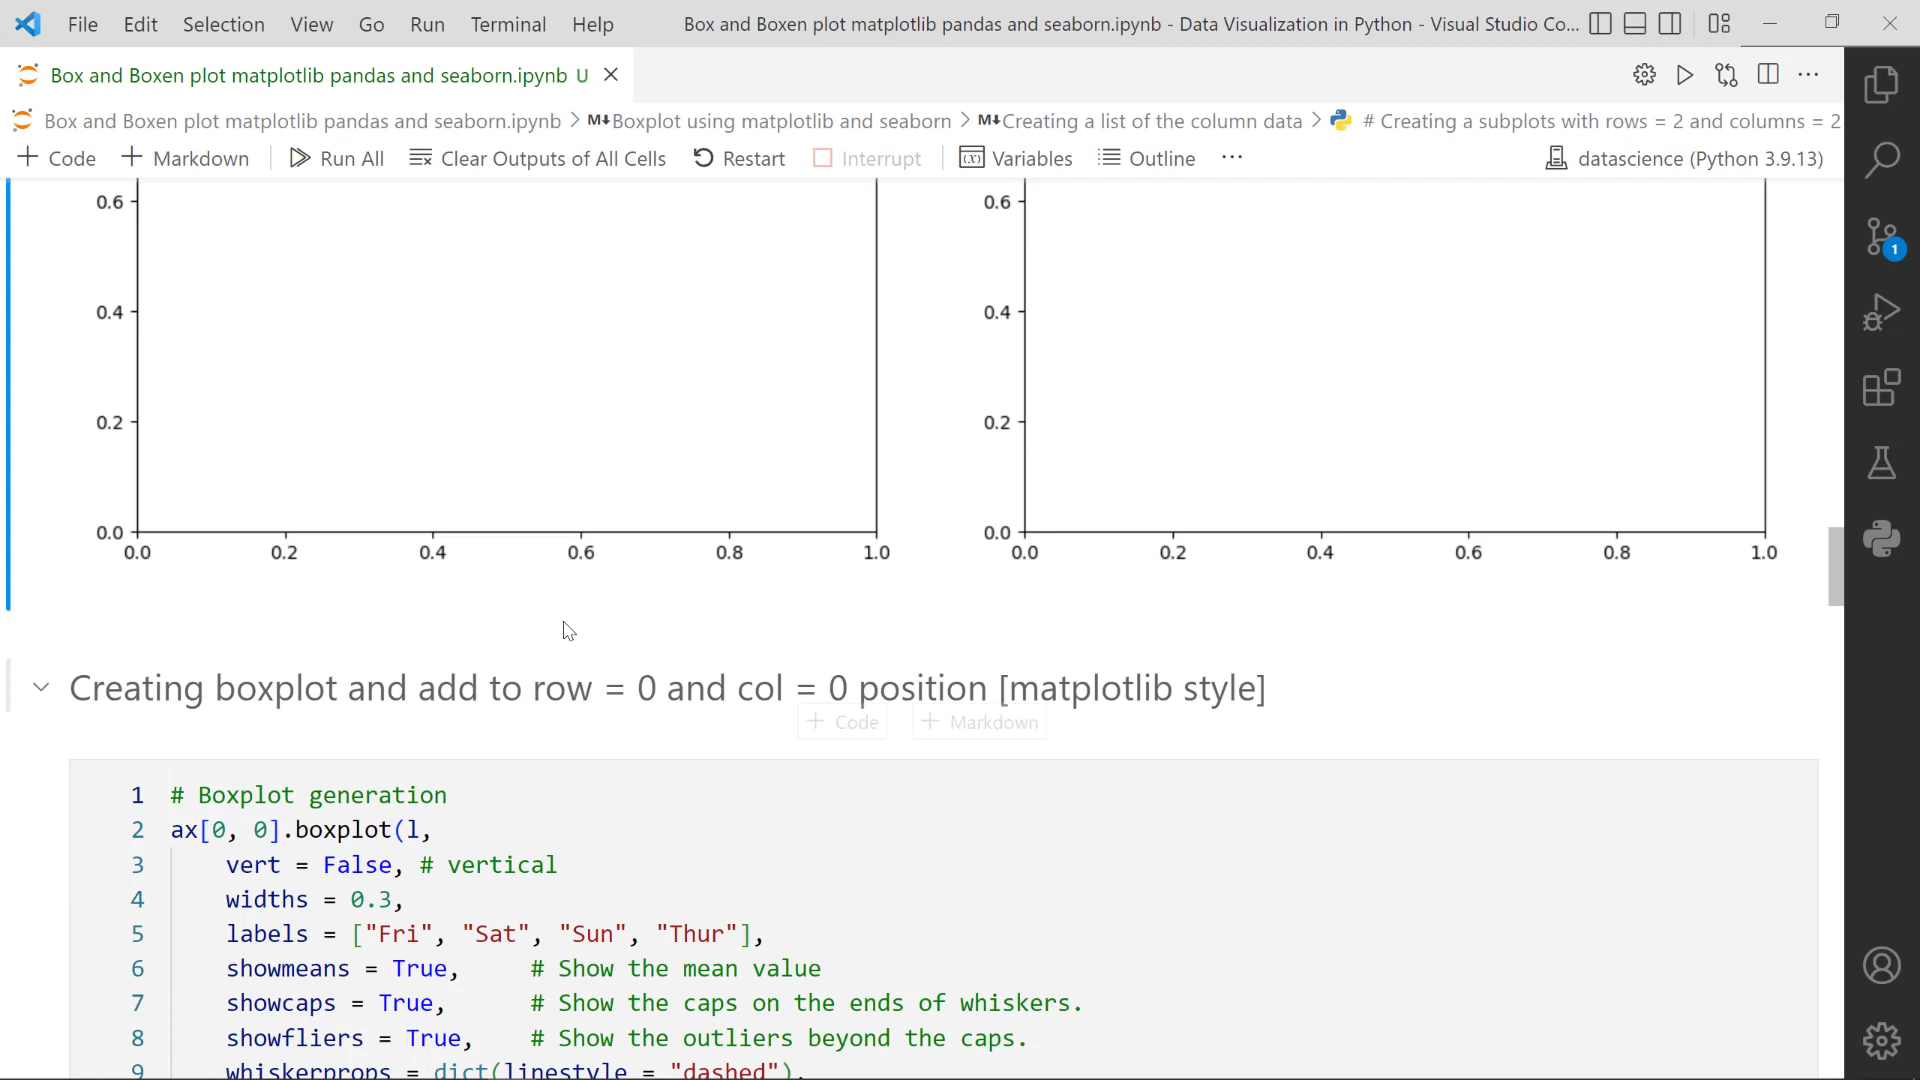 File Edit Selection View Go Run Terminal Help Box and Boxen plot matplotlib pandas and seaborn.ipynb - Data Visualization in Python - Visual Studio Co...
Box and Boxen plot matplotlib pandas and seaborn.ipynb U
Box and Boxen plot matplotlib pandas and seaborn.ipynb > M↓Boxplot using matplotlib and seaborn > M↓Creating a list of the column data > # Creating a subplots with rows = 2 and columns = 2
+ Code + Markdown Run All Clear Outputs of All Cells Restart Interrupt Variables Outline ... datascience (Python 3.9.13)
1
0.6 0.6
0.4 0.4
0.2 0.2
0.0 0.0
0.0 0.2 0.4 0.6 0.8 1.0 0.0 0.2 0.4 0.6 0.8 1.0
Creating boxplot and add to row = 0 and col = 0 position [matplotlib style]
+ Code + Markdown
1 # Boxplot generation
2 ax[0, 0].boxplot(l,
3 vert = False, # vertical
4 widths = 0.3,
5 labels = ["Fri", "Sat", "Sun", "Thur"],
6 showmeans = True, # Show the mean value
7 showcaps = True, # Show the caps on the ends of whiskers.
8 showfliers = True, # Show the outliers beyond the caps.
9 whiskerprops = dict(linestyle = "dashed"),